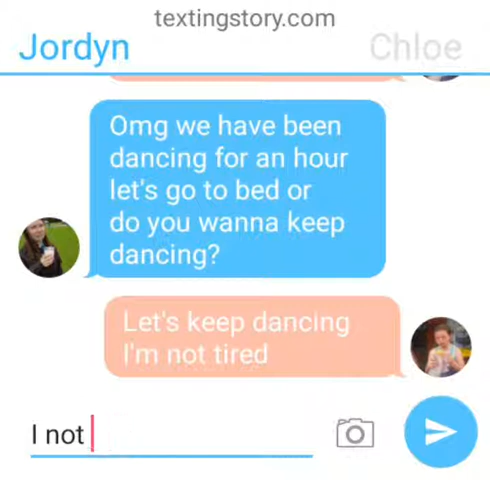 textingstory.com
Jordyn
Chloe
Omg we have been
dancing for an hour
let's go to bed or
do you wanna keep
dancing?
Let's keep dancing
I'm not tired
I not